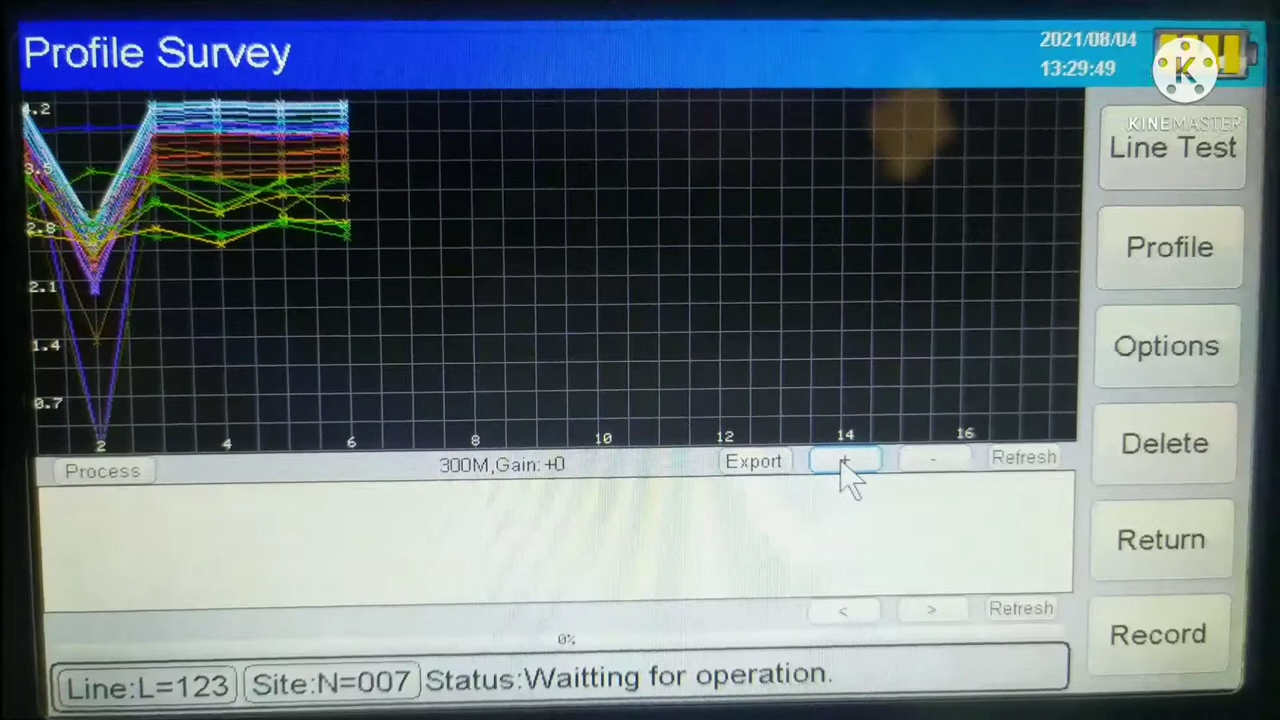 Profile Survey
2021/08/04
13:29:49
K
KINEMASTER
4.2
3.5
2.8
2.1
1.4
0.7
2 4 6 8 10 12 14 16
Process 300M,Gain:+0 Export + - Refresh
< > Refresh
0%
Line:L=123 Site:N=007 Status:Waitting for operation.
Line Test
Profile
Options
Delete
Return
Record